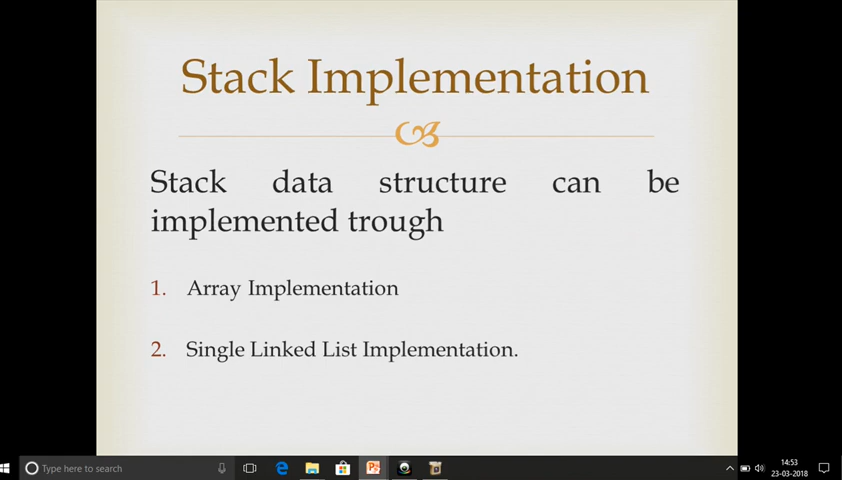 Stack Implementation
Stack data structure can be
implemented trough
1. Array Implementation
2. Single Linked List Implementation.
Type here to search
14:53
23-03-2018